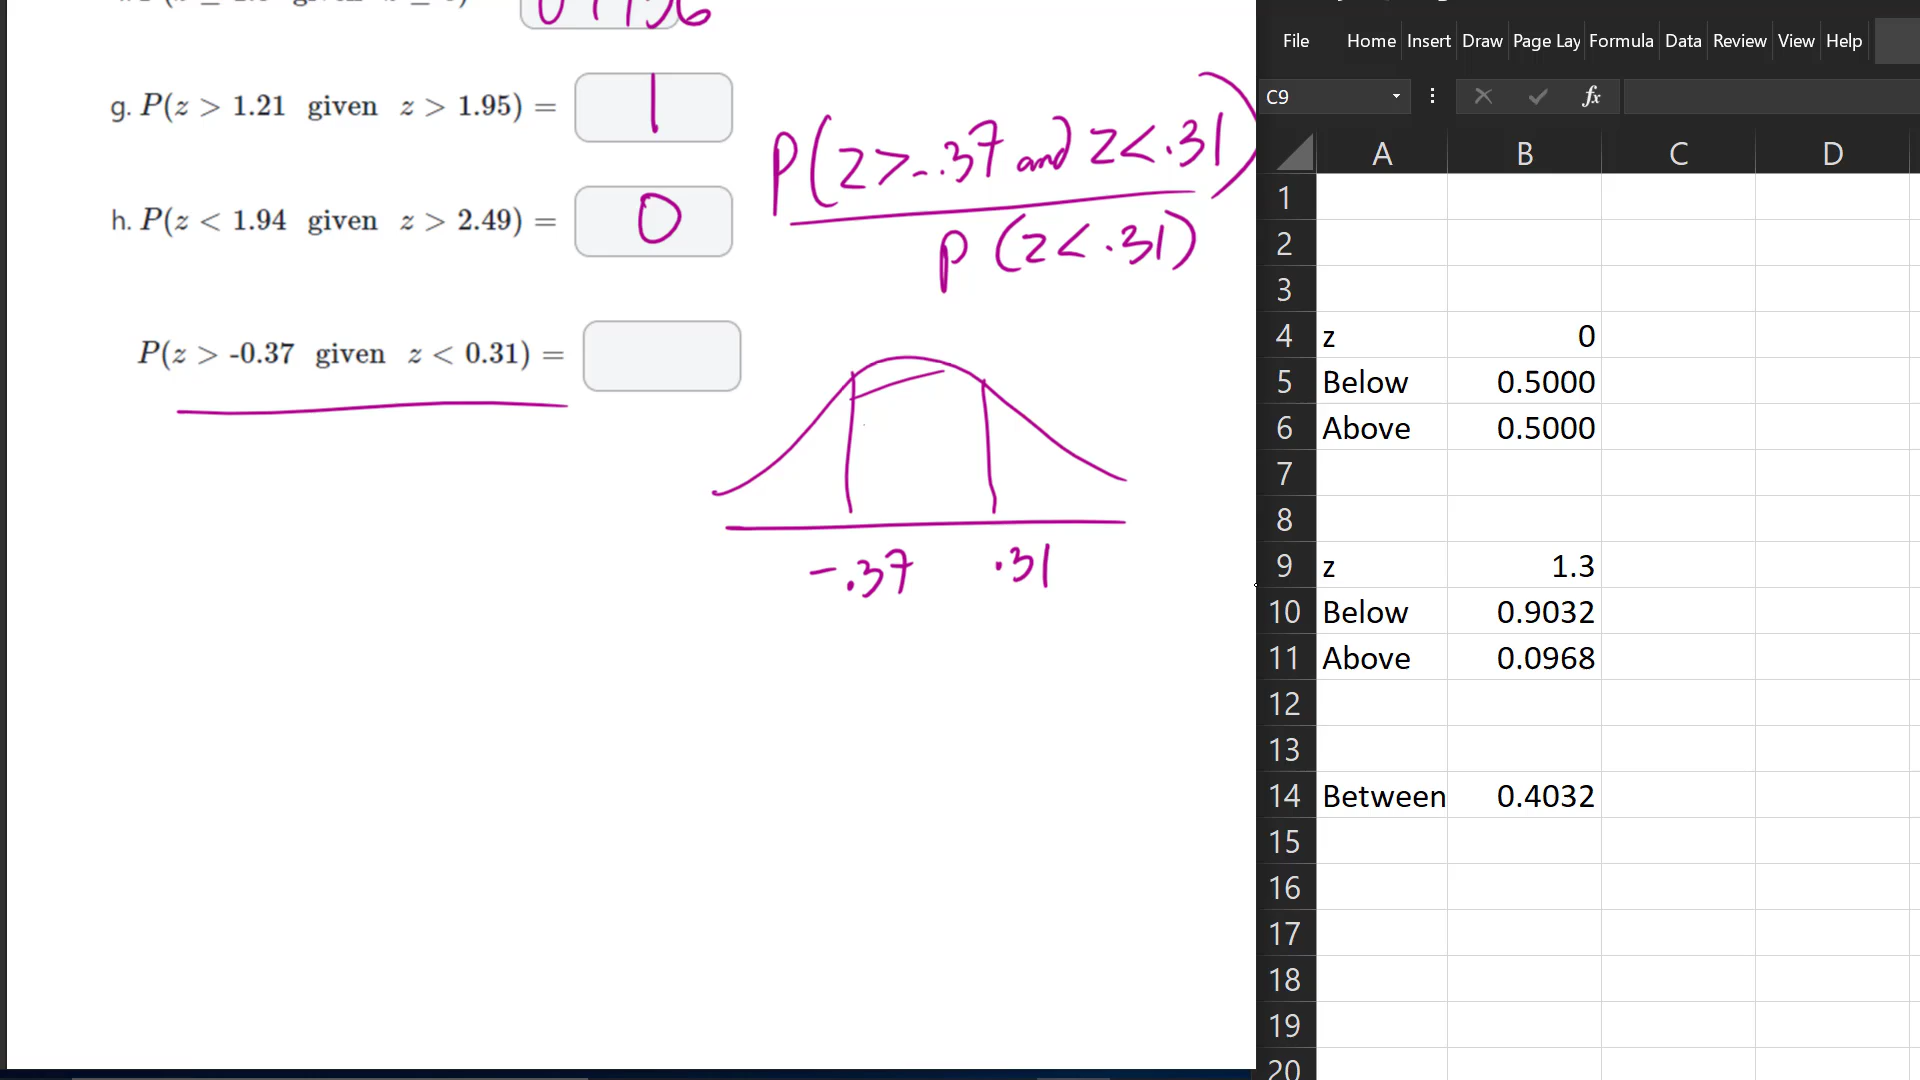 g. P(z > 1.21 given z > 1.95) = 1
h. P(z < 1.94 given z > 2.49) = 0
P(z > -0.37 given z < 0.31) =
P(z>-.37 and z<.31)
P(z<.31)
-.37 .31
File Home Insert Draw Page Lay Formula Data Review View Help
C9 fx
A B C D
1
2
3
4 z 0
5 Below 0.5000
6 Above 0.5000
7
8
9 z 1.3
10 Below 0.9032
11 Above 0.0968
12
13
14 Between 0.4032
15
16
17
18
19
20